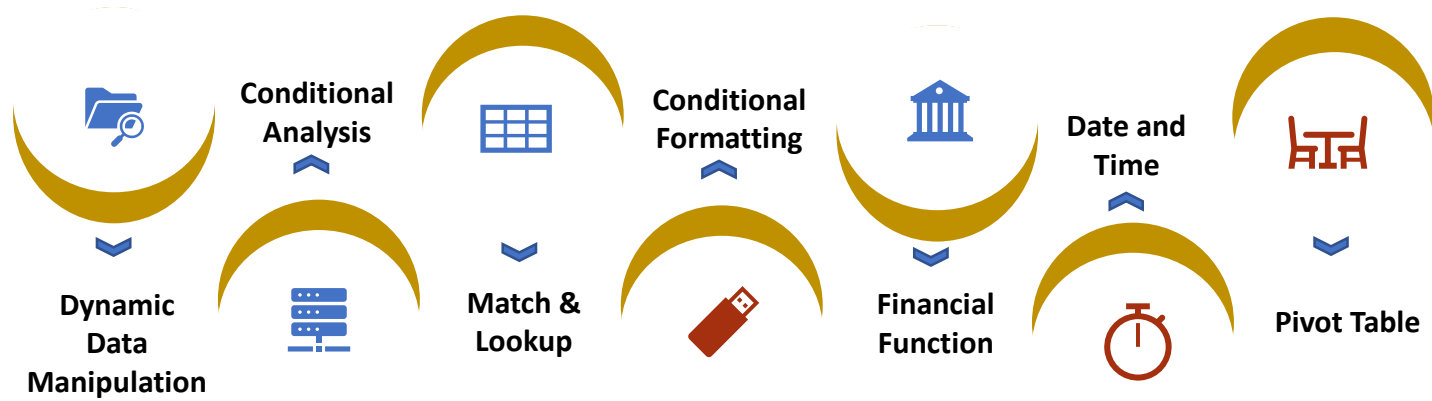 Dynamic
Data
Manipulation
Conditional
Analysis
Match &
Lookup
Conditional
Formatting
Financial
Function
Date and
Time
Pivot Table